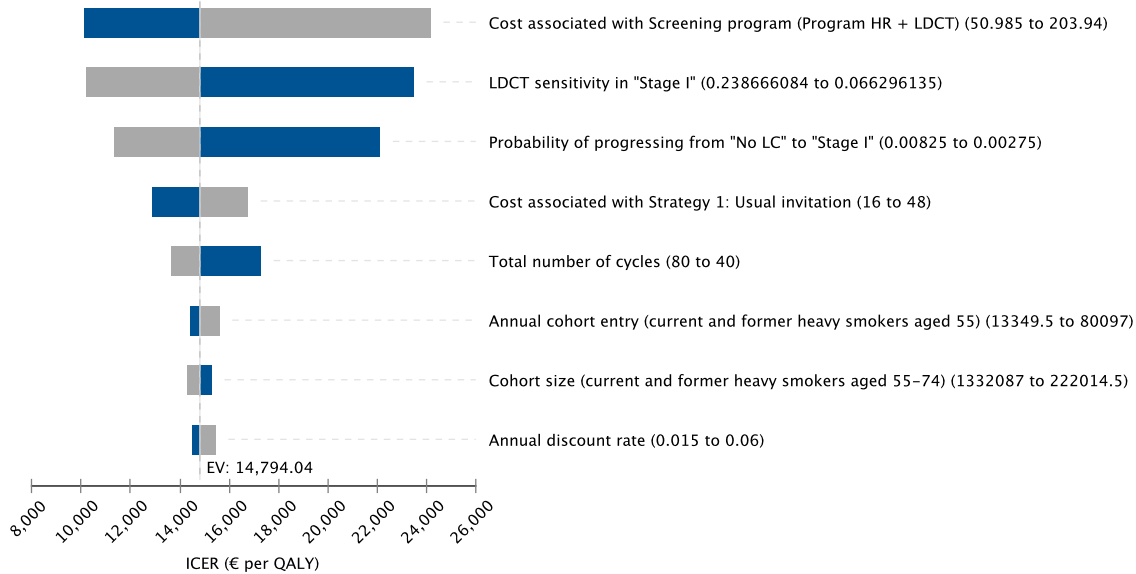 Cost associated with Screening program (Program HR + LDCT) (50.985 to 203.94)
LDCT sensitivity in "Stage I" (0.238666084 to 0.066296135)
Probability of progressing from "No LC" to "Stage I" (0.00825 to 0.00275)
Cost associated with Strategy 1: Usual invitation (16 to 48)
Total number of cycles (80 to 40)
Annual cohort entry (current and former heavy smokers aged 55) (13349.5 to 80097)
Cohort size (current and former heavy smokers aged 55–74) (1332087 to 222014.5)
Annual discount rate (0.015 to 0.06)
EV: 14,794.04
8,000 10,000 12,000 14,000 16,000 18,000 20,000 22,000 24,000 26,000
ICER (€ per QALY)